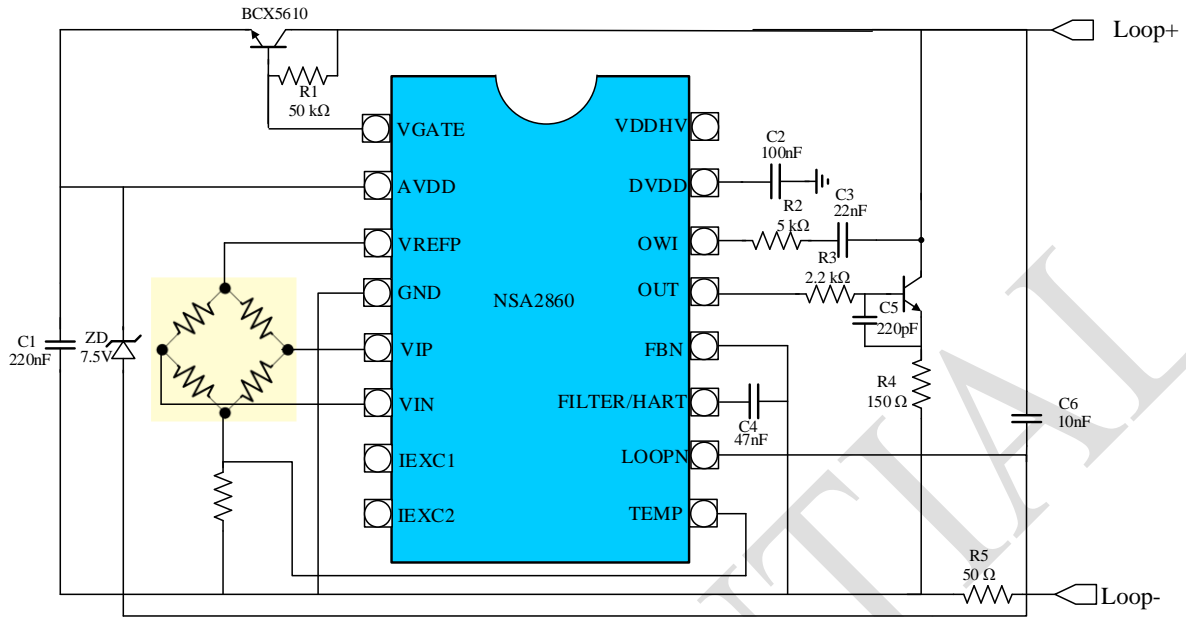 BCX5610
Loop+
R1
50 kΩ
VGATE
VDDHV
C2
100nF
AVDD
DVDD
C3
22nF
R2
5 kΩ
VREFP
OWI
R3
2.2 kΩ
GND
NSA2860
OUT
C5
220pF
C1
220nF
ZD
7.5V
VIP
FBN
R4
150 Ω
VIN
FILTER/HART
C4
47nF
C6
10nF
IEXC1
LOOPN
IEXC2
TEMP
R5
50 Ω
Loop-
NTIAL